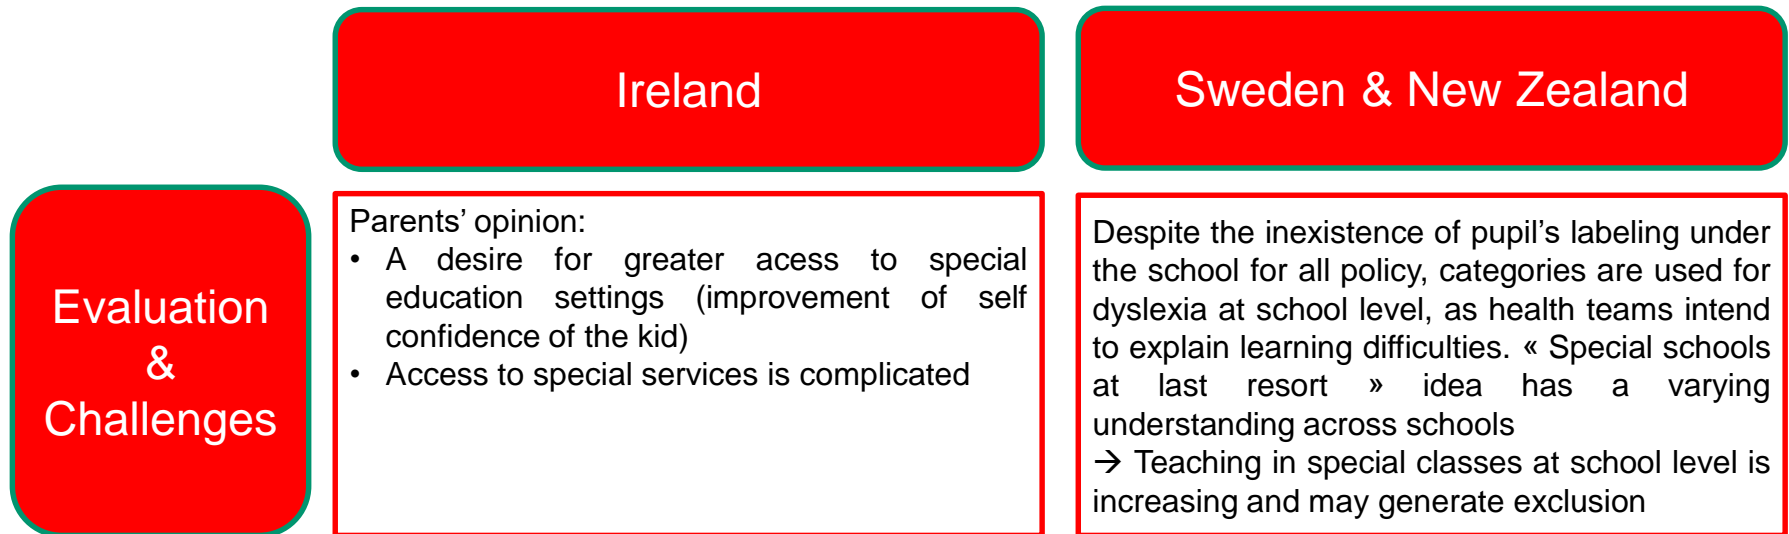 Ireland
Sweden & New Zealand
Evaluation
&
Challenges
Parents’ opinion:
• A desire for greater acess to special
education settings (improvement of self
confidence of the kid)
• Access to special services is complicated
Despite the inexistence of pupil’s labeling under
the school for all policy, categories are used for
dyslexia at school level, as health teams intend
to explain learning difficulties. « Special schools
at last resort » idea has a varying
understanding across schools
→ Teaching in special classes at school level is
increasing and may generate exclusion